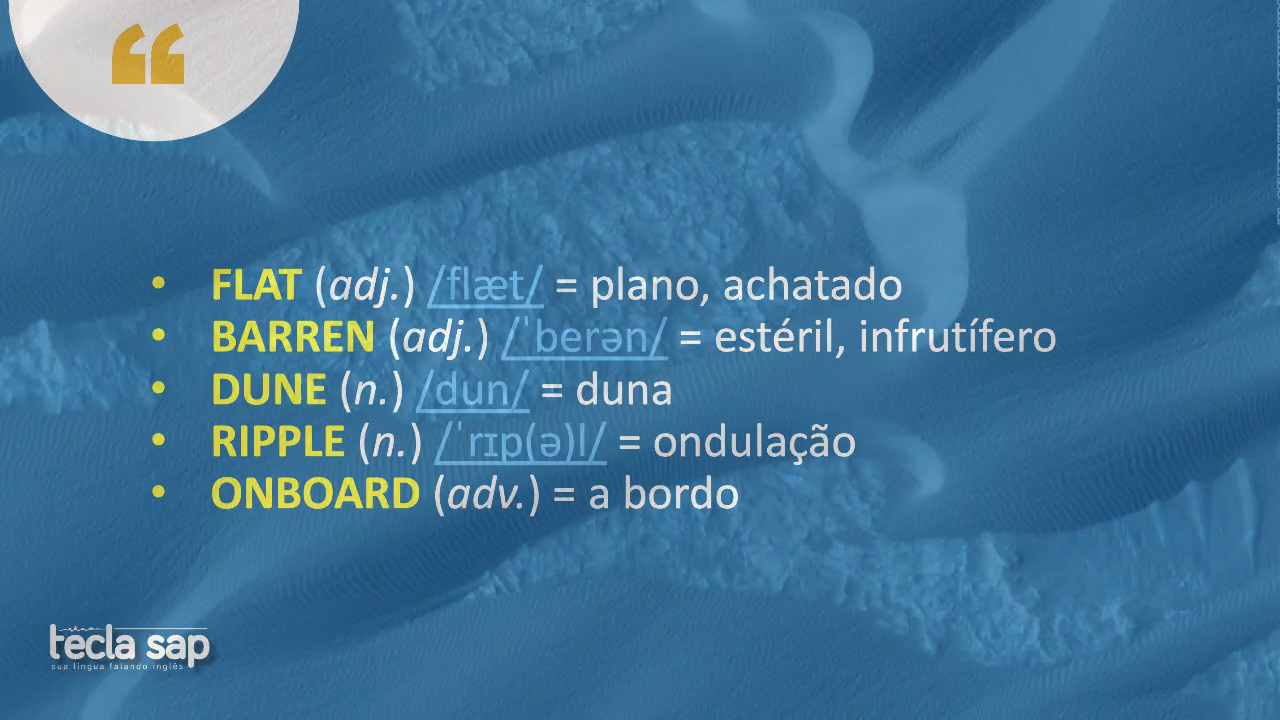 “
• FLAT (adj.) /flæt/ = plano, achatado
• BARREN (adj.) /ˈberən/ = estéril, infrutífero
• DUNE (n.) /dun/ = duna
• RIPPLE (n.) /ˈrɪp(ə)l/ = ondulação
• ONBOARD (adv.) = a bordo
tecla sap
sua língua falando inglês